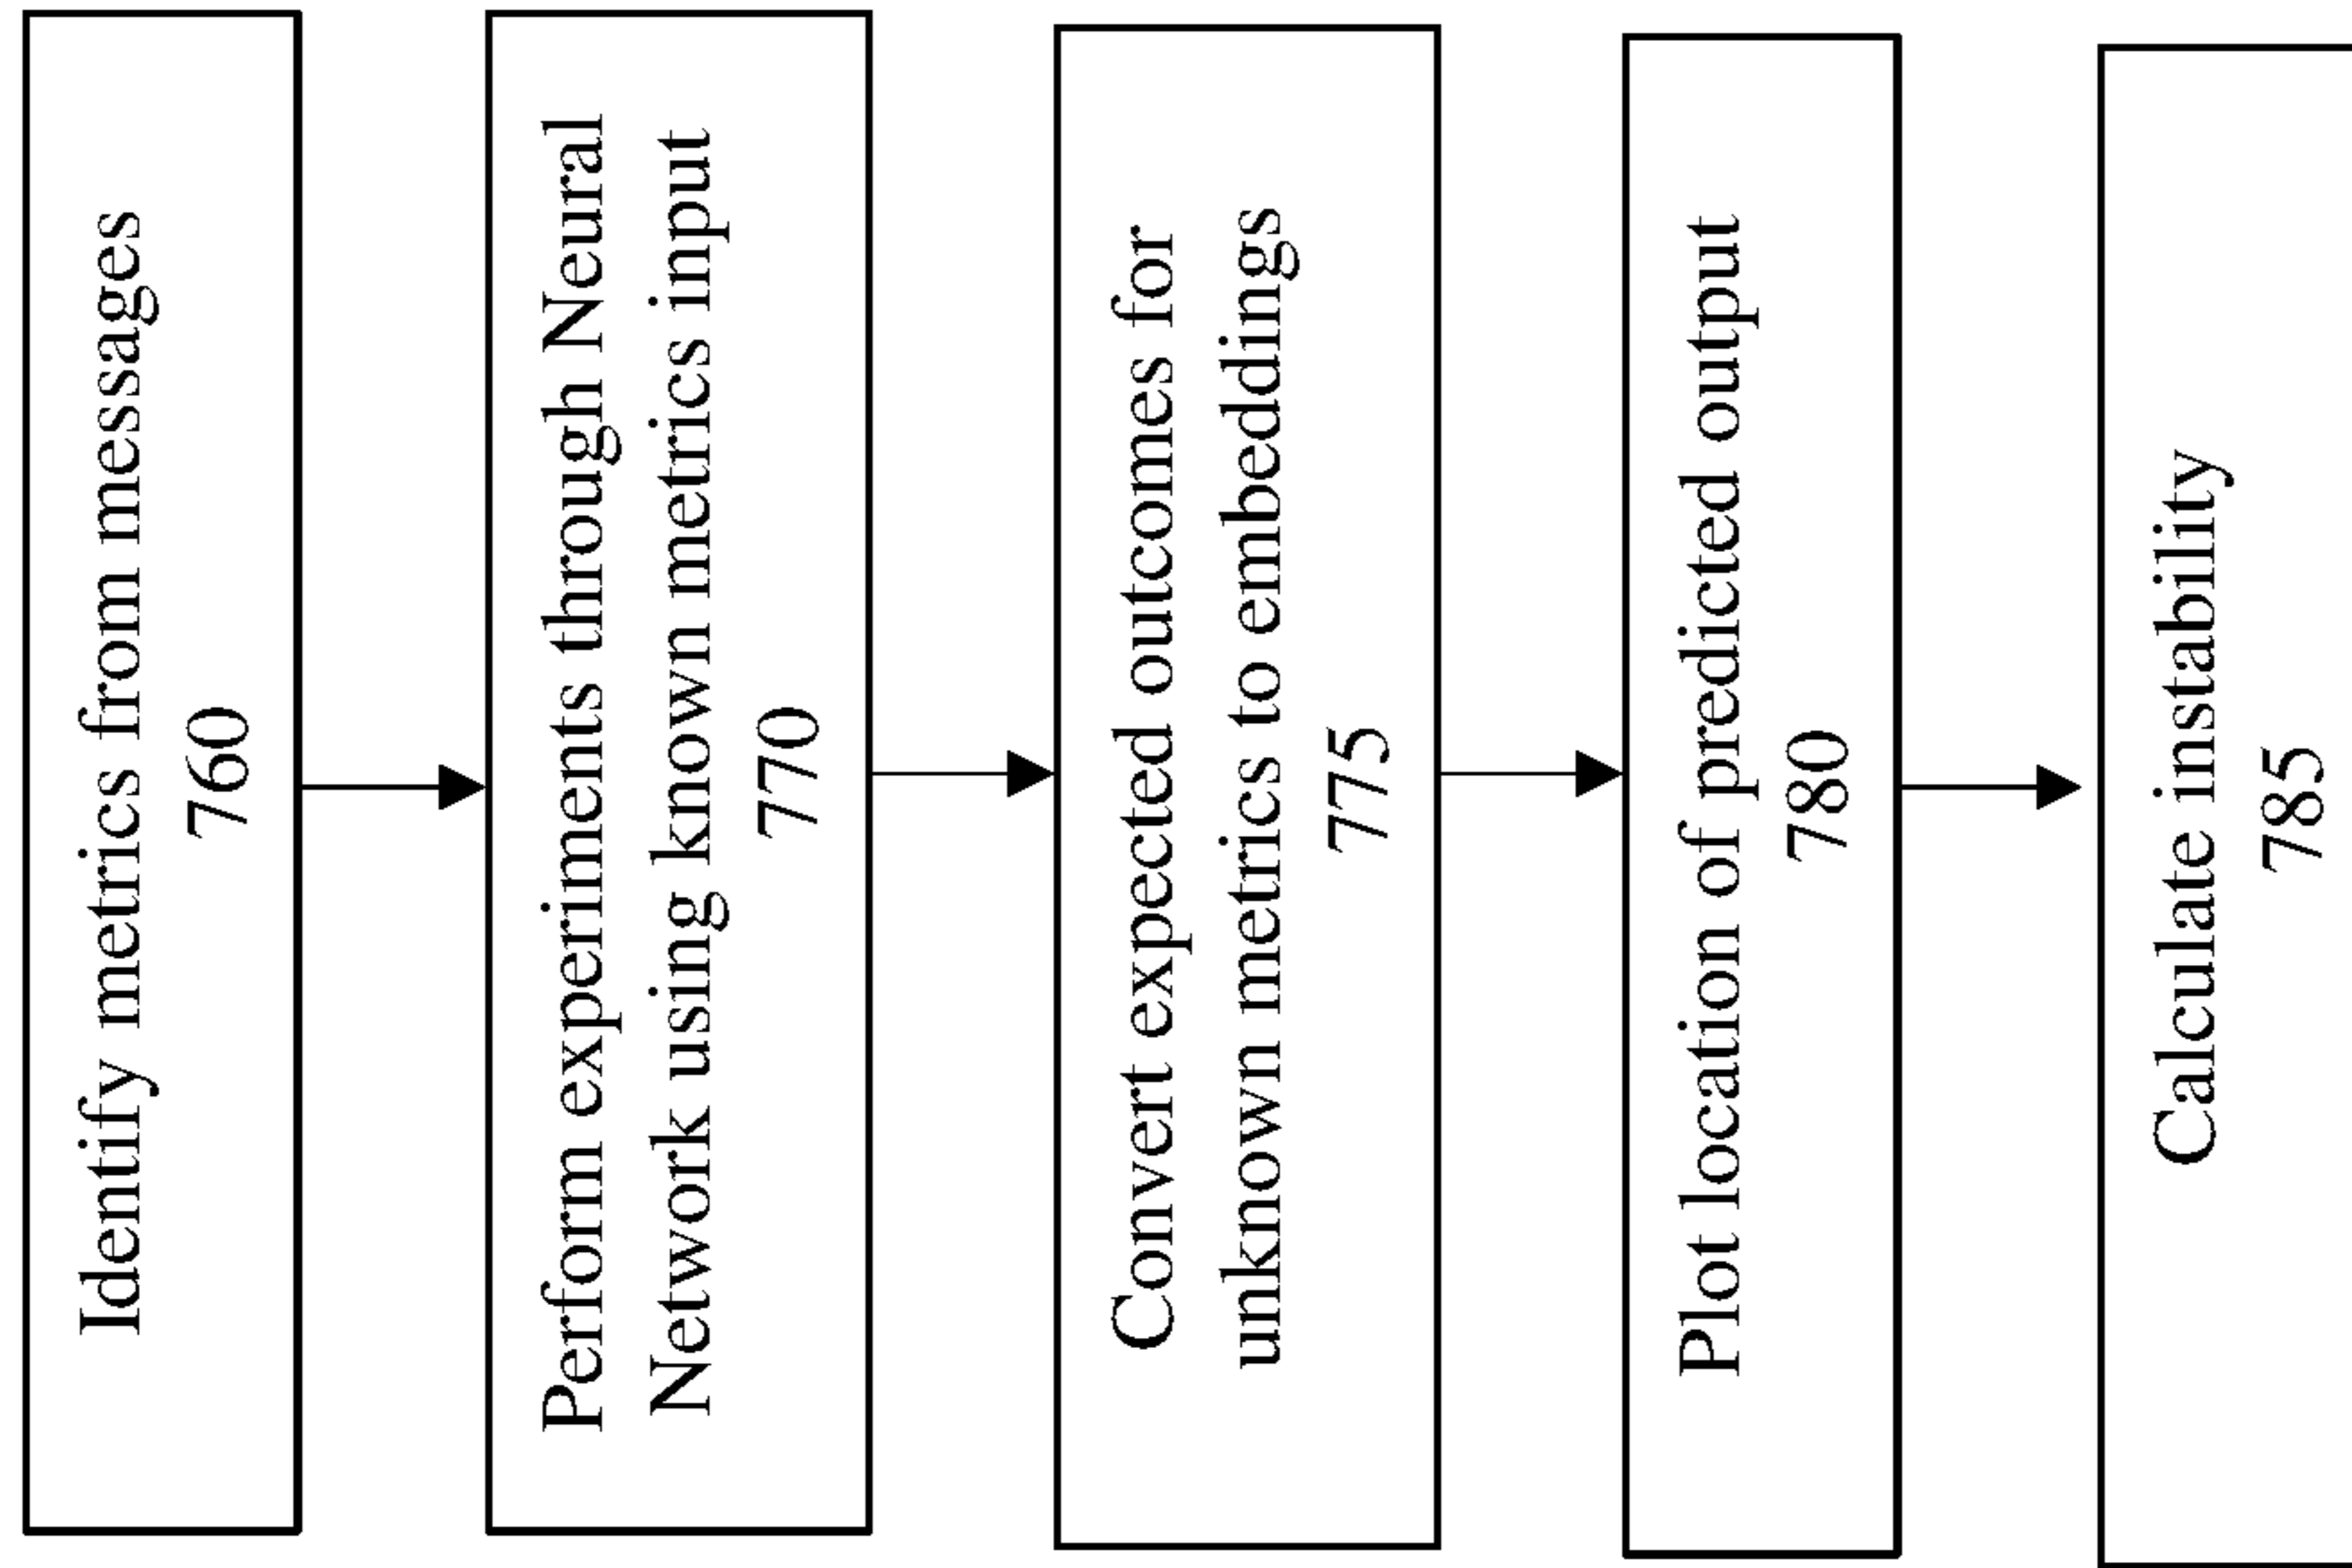 Identify metrics from messages
760
Perform experiments through Neural
Network using known metrics input
770
Convert expected outcomes for
unknown metrics to embeddings
775
Plot location of predicted output
780
Calculate instability
785